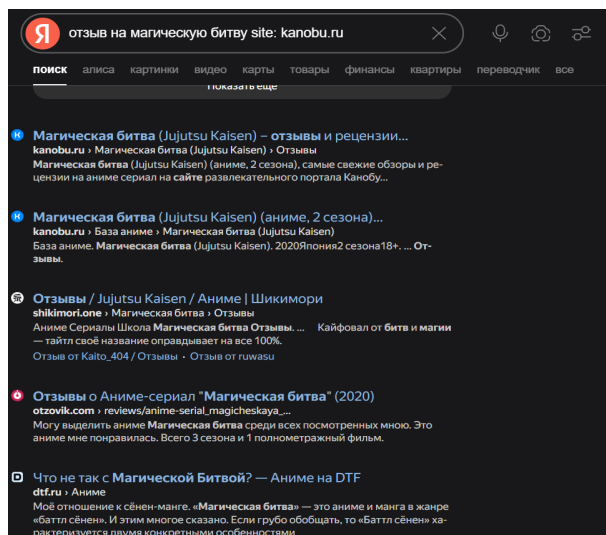 Я отзыв на магическую битву site: kanobu.ru
поиск алиса картинки видео карты товары финансы квартиры переводчик все
Показать еще
Магическая битва (Jujutsu Kaisen) – отзывы и рецензии...
kanobu.ru › Магическая битва (Jujutsu Kaisen) › Отзывы
Магическая битва (Jujutsu Kaisen) (аниме, 2 сезона), самые свежие обзоры и ре-
цензии на аниме сериал на сайте развлекательного портала Канобу...
Магическая битва (Jujutsu Kaisen) (аниме, 2 сезона)...
kanobu.ru › База аниме › Магическая битва (Jujutsu Kaisen)
База аниме. Магическая битва (Jujutsu Kaisen). 2020Япония2 сезона18+. ... От-
зывы.
Отзывы / Jujutsu Kaisen / Аниме | Шикимори
shikimori.one › Магическая битва › Отзывы
Аниме Сериалы Школа Магическая битва Отзывы. ... Кайфовал от битв и магии
— тайтл своё название оправдывает на все 100%.
Отзыв от Kaito_404 / Отзывы • Отзыв от ruwasu
Отзывы о Аниме-сериал "Магическая битва" (2020)
otzovik.com › reviews/anime-serial_magicheskaya_...
Могу выделить аниме Магическая битва среди всех посмотренных мною. Это
аниме мне понравилась. Всего 3 сезона и 1 полнометражный фильм.
Что не так с Магической Битвой? — Аниме на DTF
dtf.ru › Аниме
Моё отношение к сёнен-манге. «Магическая битва» — это аниме и манга в жанре
«баттл сёнен». И этим многое сказано. Если грубо обобщать, то «Баттл сёнен» ха-
рактеризуется двумя конкретными особенностями